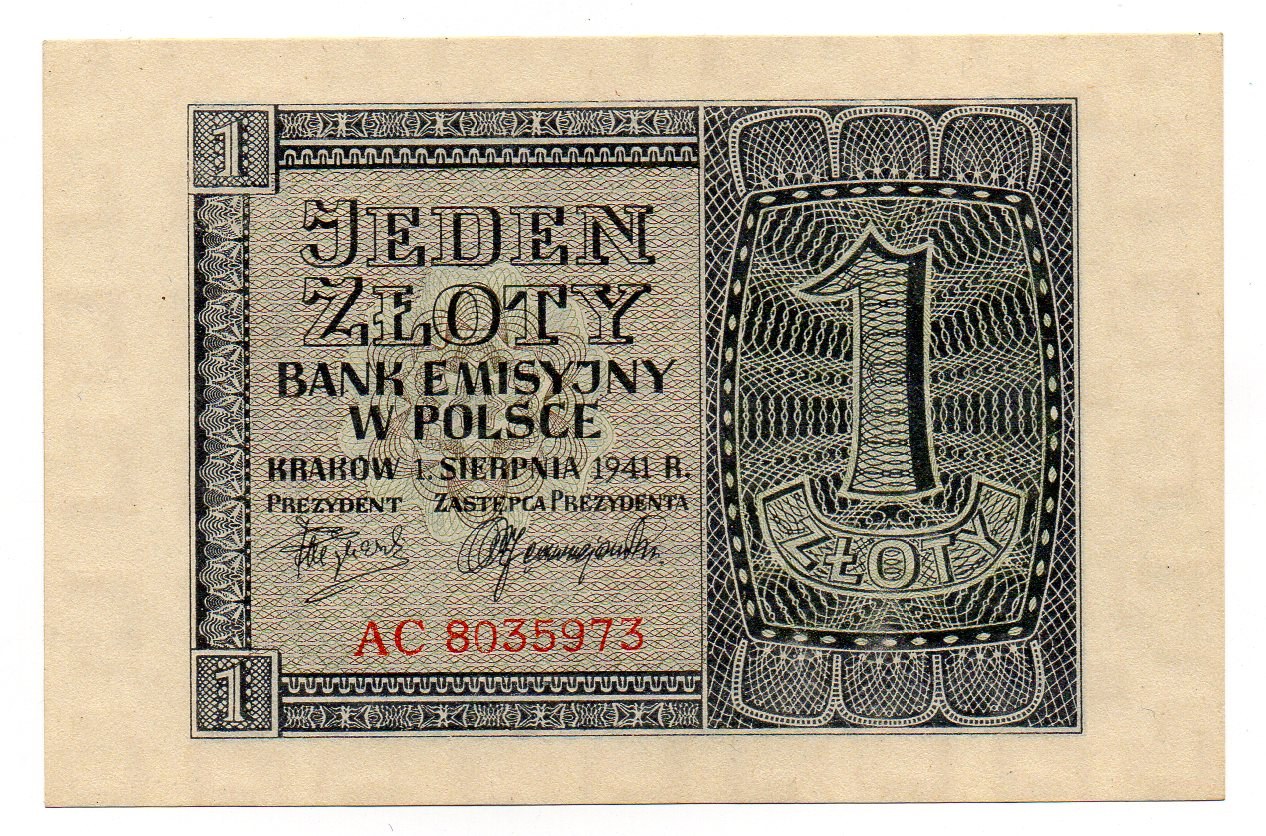 1
JEDEN
ZŁOTY
BANK EMISYJNY
W POLSCE
KRAKÓW 1. SIERPNIA 1941 R.
PREZYDENT ZASTĘPCA PREZYDENTA
AC 8035973
1
1
ZŁOTY